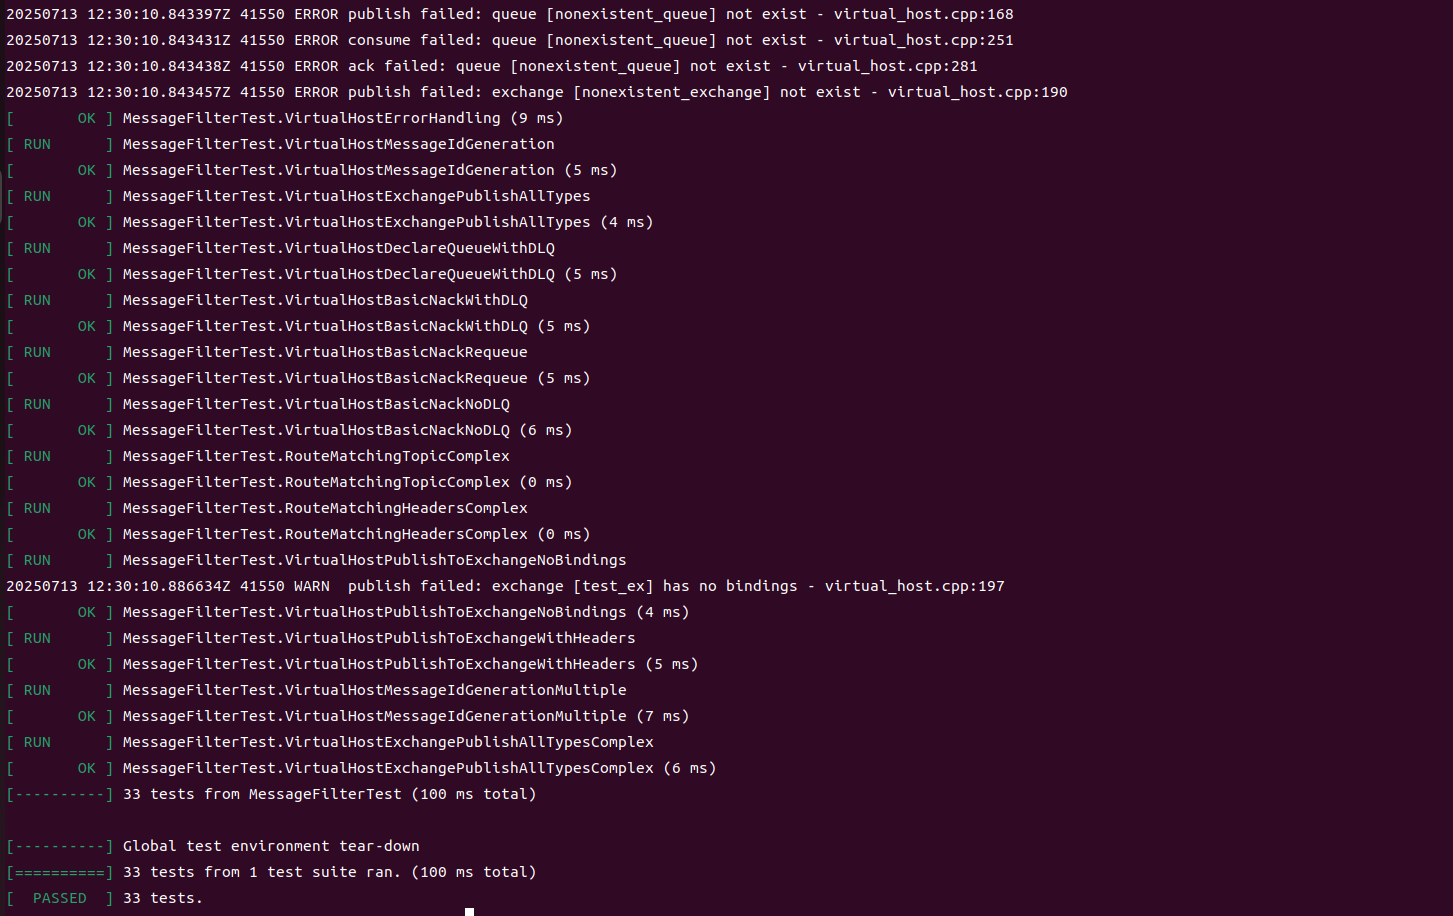 20250713 12:30:10.843397Z 41550 ERROR publish failed: queue [nonexistent_queue] not exist - virtual_host.cpp:168
20250713 12:30:10.843431Z 41550 ERROR consume failed: queue [nonexistent_queue] not exist - virtual_host.cpp:251
20250713 12:30:10.843438Z 41550 ERROR ack failed: queue [nonexistent_queue] not exist - virtual_host.cpp:281
20250713 12:30:10.843457Z 41550 ERROR publish failed: exchange [nonexistent_exchange] not exist - virtual_host.cpp:190
[       OK ] MessageFilterTest.VirtualHostErrorHandling (9 ms)
[ RUN      ] MessageFilterTest.VirtualHostMessageIdGeneration
[       OK ] MessageFilterTest.VirtualHostMessageIdGeneration (5 ms)
[ RUN      ] MessageFilterTest.VirtualHostExchangePublishAllTypes
[       OK ] MessageFilterTest.VirtualHostExchangePublishAllTypes (4 ms)
[ RUN      ] MessageFilterTest.VirtualHostDeclareQueueWithDLQ
[       OK ] MessageFilterTest.VirtualHostDeclareQueueWithDLQ (5 ms)
[ RUN      ] MessageFilterTest.VirtualHostBasicNackWithDLQ
[       OK ] MessageFilterTest.VirtualHostBasicNackWithDLQ (5 ms)
[ RUN      ] MessageFilterTest.VirtualHostBasicNackRequeue
[       OK ] MessageFilterTest.VirtualHostBasicNackRequeue (5 ms)
[ RUN      ] MessageFilterTest.VirtualHostBasicNackNoDLQ
[       OK ] MessageFilterTest.VirtualHostBasicNackNoDLQ (6 ms)
[ RUN      ] MessageFilterTest.RouteMatchingTopicComplex
[       OK ] MessageFilterTest.RouteMatchingTopicComplex (0 ms)
[ RUN      ] MessageFilterTest.RouteMatchingHeadersComplex
[       OK ] MessageFilterTest.RouteMatchingHeadersComplex (0 ms)
[ RUN      ] MessageFilterTest.VirtualHostPublishToExchangeNoBindings
20250713 12:30:10.886634Z 41550 WARN  publish failed: exchange [test_ex] has no bindings - virtual_host.cpp:197
[       OK ] MessageFilterTest.VirtualHostPublishToExchangeNoBindings (4 ms)
[ RUN      ] MessageFilterTest.VirtualHostPublishToExchangeWithHeaders
[       OK ] MessageFilterTest.VirtualHostPublishToExchangeWithHeaders (5 ms)
[ RUN      ] MessageFilterTest.VirtualHostMessageIdGenerationMultiple
[       OK ] MessageFilterTest.VirtualHostMessageIdGenerationMultiple (7 ms)
[ RUN      ] MessageFilterTest.VirtualHostExchangePublishAllTypesComplex
[       OK ] MessageFilterTest.VirtualHostExchangePublishAllTypesComplex (6 ms)
[----------] 33 tests from MessageFilterTest (100 ms total)
[----------] Global test environment tear-down
[==========] 33 tests from 1 test suite ran. (100 ms total)
[  PASSED  ] 33 tests.